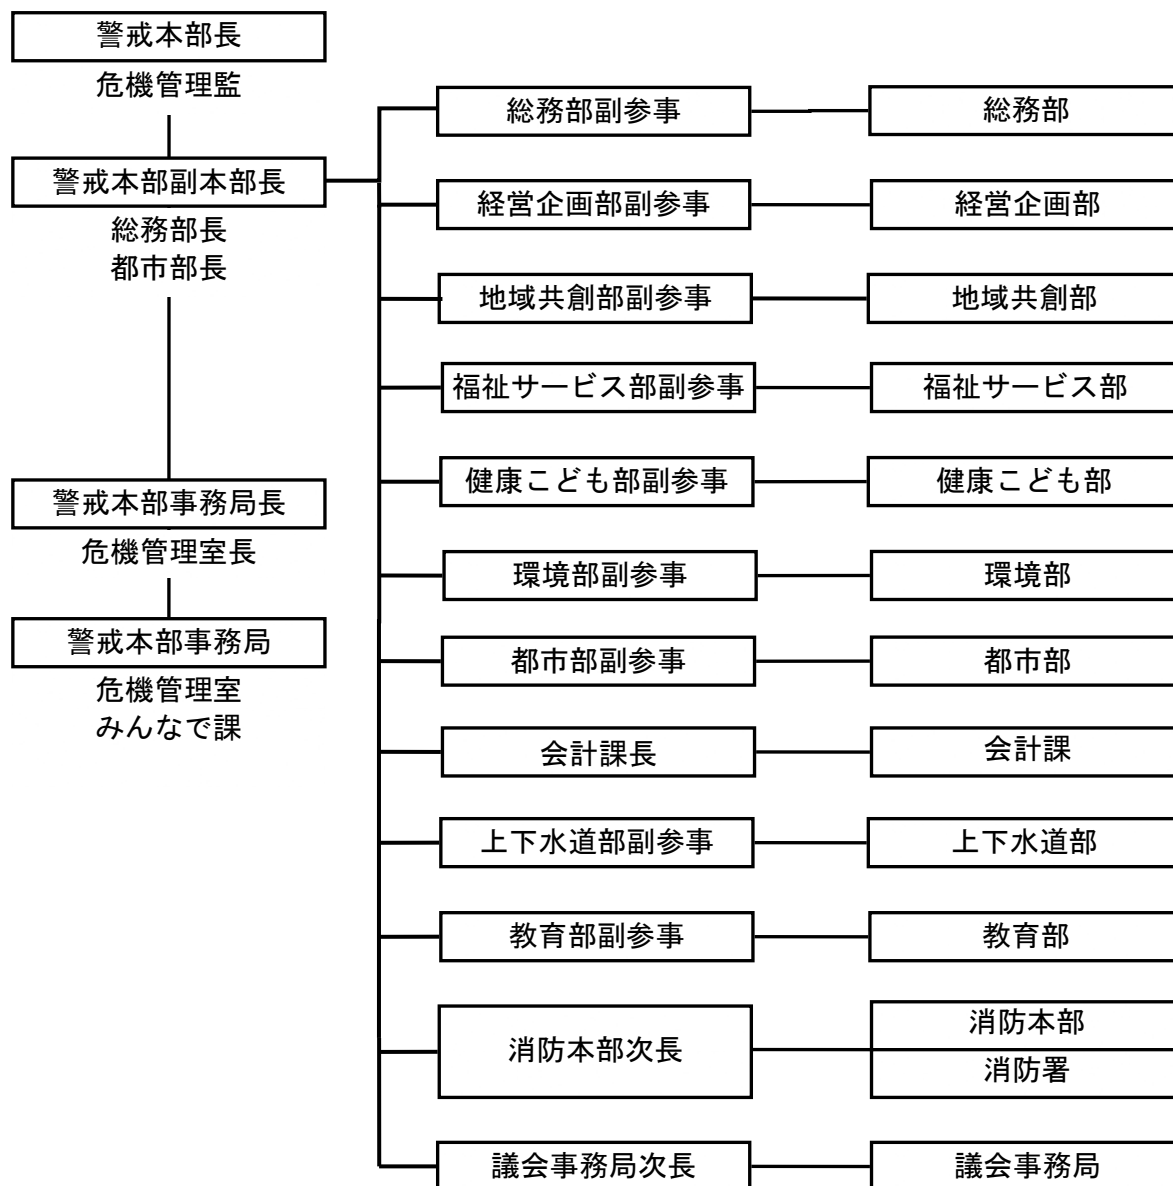 警戒本部長
危機管理監
警戒本部副本部長
総務部長
都市部長
警戒本部事務局長
危機管理室長
警戒本部事務局
危機管理室
みんなで課
総務部副参事
総務部
経営企画部副参事
経営企画部
地域共創部副参事
地域共創部
福祉サービス部副参事
福祉サービス部
健康こども部副参事
健康こども部
環境部副参事
環境部
都市部副参事
都市部
会計課長
会計課
上下水道部副参事
上下水道部
教育部副参事
教育部
消防本部次長
消防本部
消防署
議会事務局次長
議会事務局